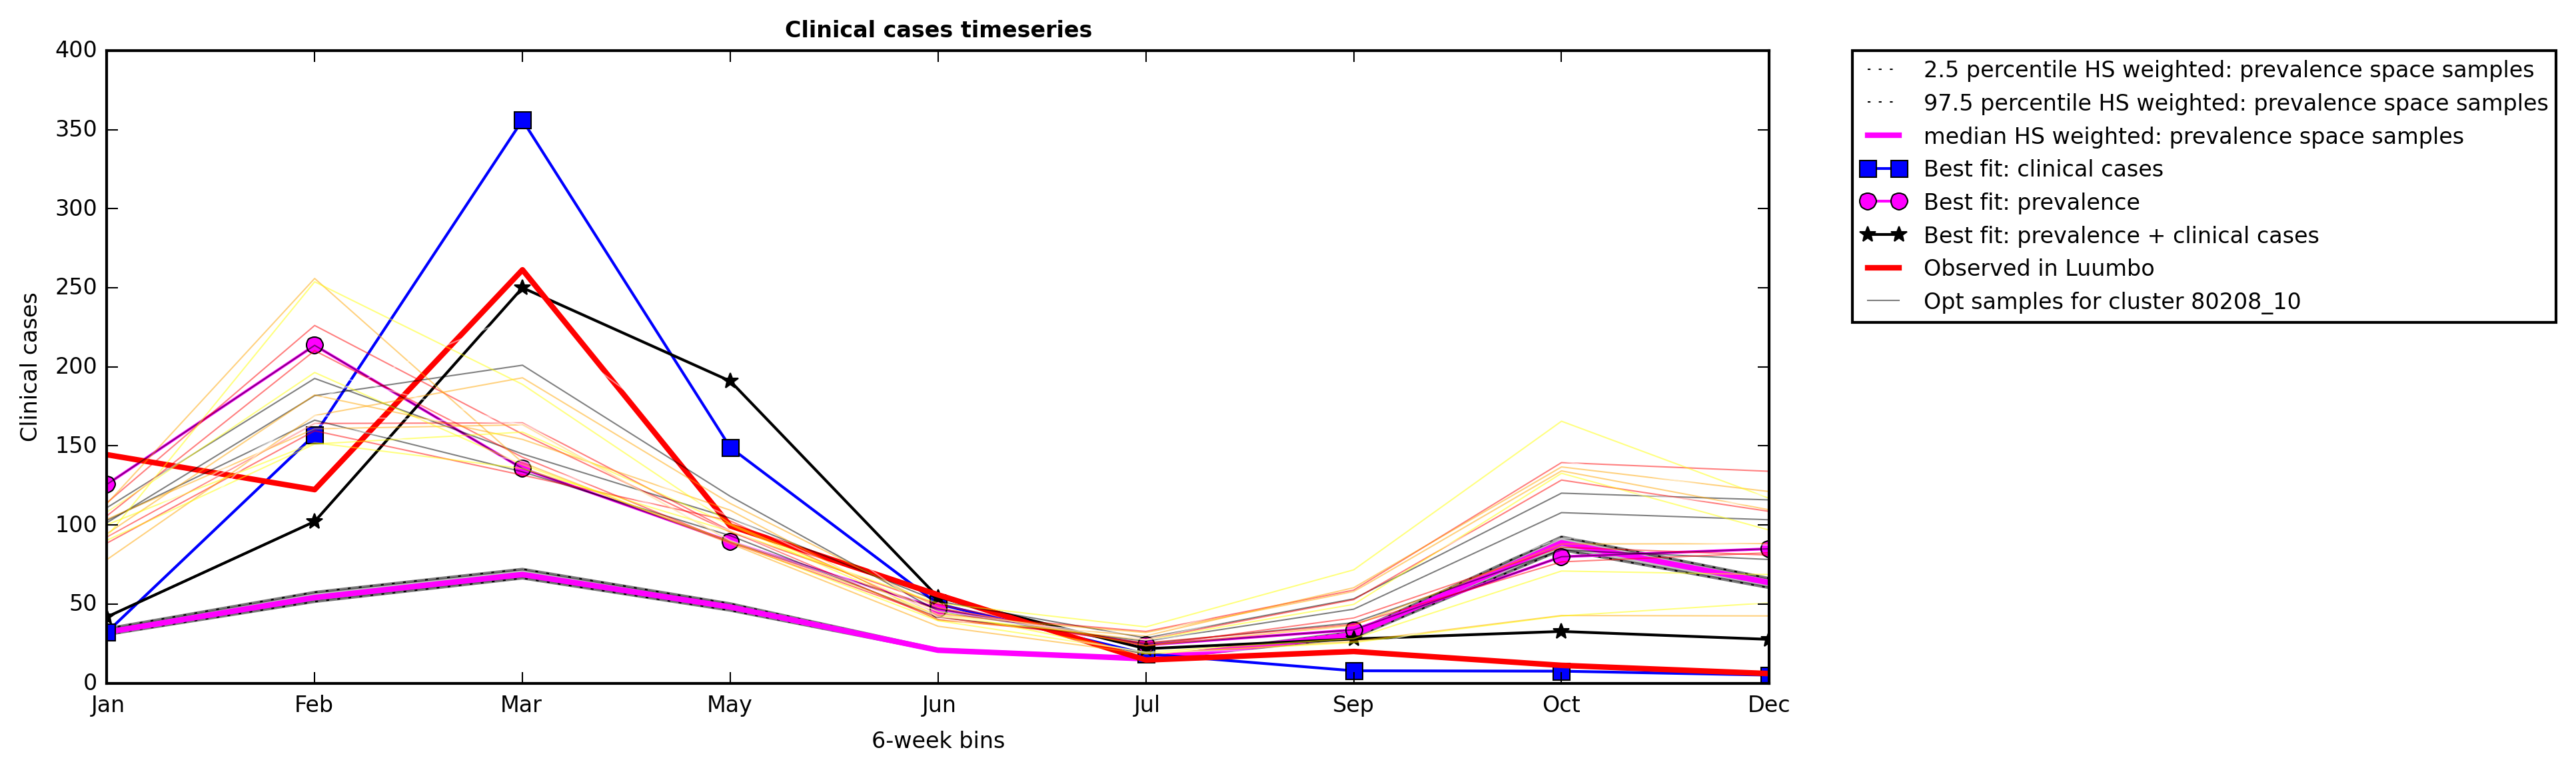 Clinical cases timeseries
400
350
300
250
200
150
100
50
0
Clinical cases
Jan Feb Mar May Jun Jul Sep Oct Dec
6-week bins
2.5 percentile HS weighted: prevalence space samples
97.5 percentile HS weighted: prevalence space samples
median HS weighted: prevalence space samples
Best fit: clinical cases
Best fit: prevalence
Best fit: prevalence + clinical cases
Observed in Luumbo
Opt samples for cluster 80208_10